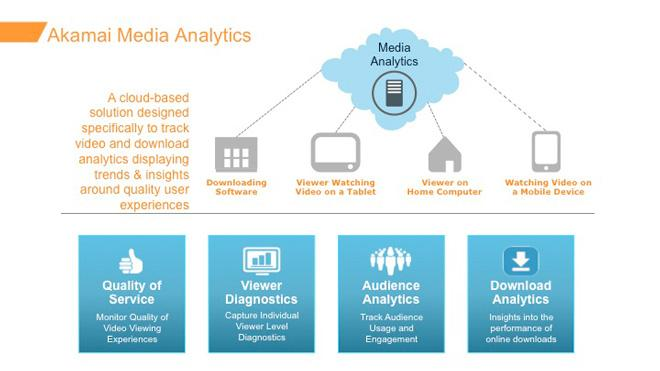 Akamai Media Analytics
Media
Analytics
A cloud-based
solution designed
specifically to track
video and download
analytics displaying
trends & insights
around quality user
experiences
Downloading
Software
Viewer Watching
Video on a Tablet
Viewer on
Home Computer
Watching Video on
a Mobile Device
Quality of
Service
Monitor Quality of
Video Viewing
Experiences
Viewer
Diagnostics
Capture Individual
Viewer Level
Diagnostics
Audience
Analytics
Track Audience
Usage and
Engagement
Download
Analytics
Insights into the
performance of
online downloads